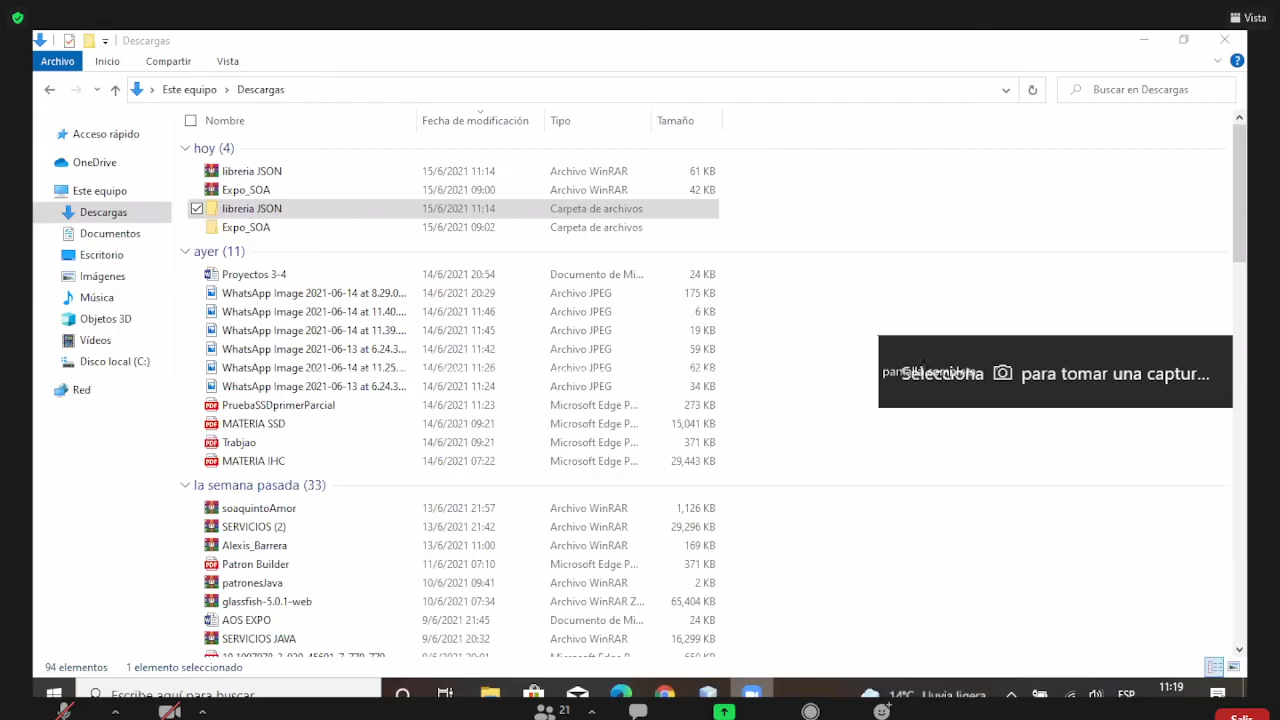 Vista
Descargas
Archivo Inicio Compartir Vista
Este equipo Descargas Buscar en Descargas
Nombre Fecha de modificación Tipo Tamaño
Acceso rápido
OneDrive
Este equipo
Descargas
Documentos
Escritorio
Imágenes
Música
Objetos 3D
Vídeos
Disco local (C:)
Red
hoy (4)
libreria JSON 15/6/2021 11:14 Archivo WinRAR 61 KB
Expo_SOA 15/6/2021 09:00 Archivo WinRAR 42 KB
libreria JSON 15/6/2021 11:14 Carpeta de archivos
Expo_SOA 15/6/2021 09:02 Carpeta de archivos
ayer (11)
Proyectos 3-4 14/6/2021 20:54 Documento de Mi... 24 KB
WhatsApp Image 2021-06-14 at 8.29.0... 14/6/2021 20:29 Archivo JPEG 175 KB
WhatsApp Image 2021-06-14 at 11.40.... 14/6/2021 11:46 Archivo JPEG 6 KB
WhatsApp Image 2021-06-14 at 11.39.... 14/6/2021 11:45 Archivo JPEG 19 KB
WhatsApp Image 2021-06-13 at 6.24.3... 14/6/2021 11:42 Archivo JPEG 59 KB
WhatsApp Image 2021-06-14 at 11.25.... 14/6/2021 11:26 Archivo JPEG 62 KB
WhatsApp Image 2021-06-13 at 6.24.3... 14/6/2021 11:24 Archivo JPEG 34 KB
PruebaSSDprimerParcial 14/6/2021 11:23 Microsoft Edge P... 273 KB
MATERIA SSD 14/6/2021 09:21 Microsoft Edge P... 15,041 KB
Trabjao 14/6/2021 09:21 Microsoft Edge P... 371 KB
MATERIA IHC 14/6/2021 07:22 Microsoft Edge P... 29,443 KB
la semana pasada (33)
soaquintoAmor 13/6/2021 21:57 Archivo WinRAR 1,126 KB
SERVICIOS (2) 13/6/2021 21:42 Archivo WinRAR 29,296 KB
Alexis_Barrera 13/6/2021 11:00 Archivo WinRAR 169 KB
Patron Builder 11/6/2021 07:10 Microsoft Edge P... 371 KB
patronesJava 10/6/2021 09:41 Archivo WinRAR 2 KB
glassfish-5.0.1-web 10/6/2021 07:34 Archivo WinRAR Z... 65,404 KB
AOS EXPO 9/6/2021 21:45 Documento de Mi... 24 KB
SERVICIOS JAVA 9/6/2021 20:32 Archivo WinRAR 16,299 KB
Selecciona para tomar una captur...
94 elementos 1 elemento seleccionado
Escribe aquí para buscar 14°C Lluvia ligera ESP 11:19
21
Salir